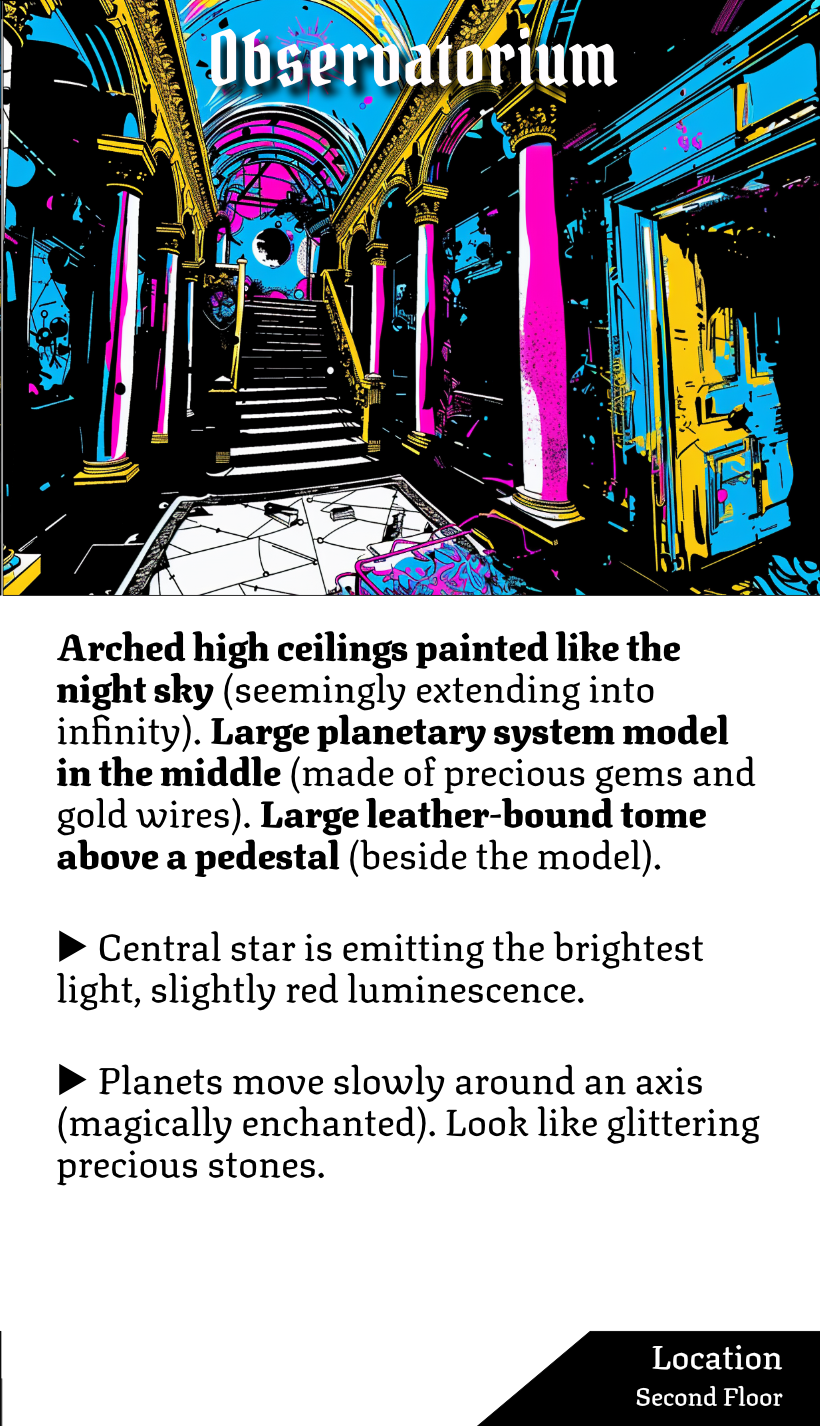 Observatorium
Arched high ceilings painted like the
night sky (seemingly extending into
infinity). Large planetary system model
in the middle (made of precious gems and
gold wires). Large leather-bound tome
above a pedestal (beside the model).
▶ Central star is emitting the brightest
light, slightly red luminescence.
▶ Planets move slowly around an axis
(magically enchanted). Look like glittering
precious stones.
Location
Second Floor